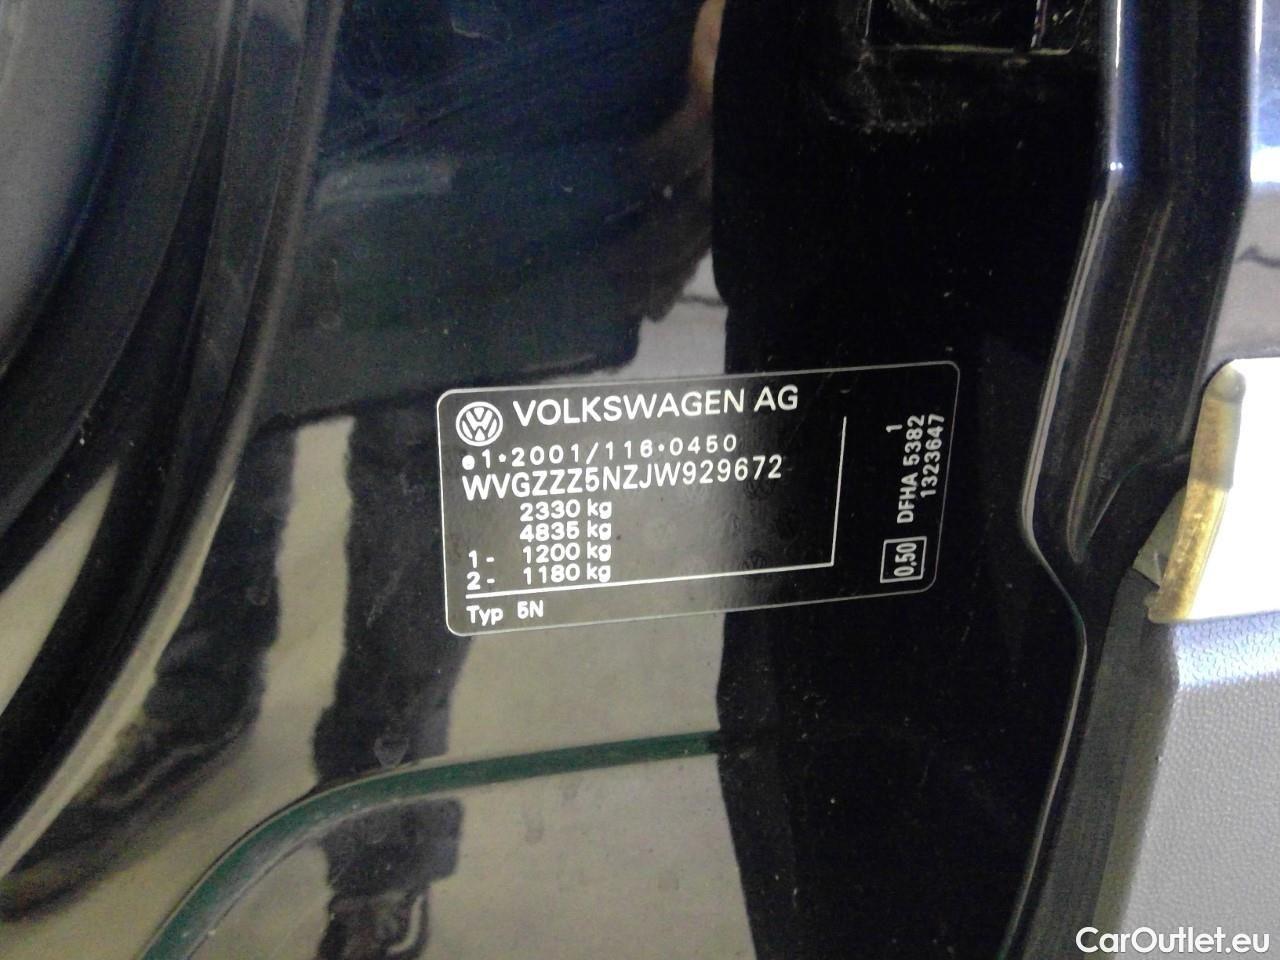 VOLKSWAGEN AG
e1*2001/116*0450
WVGZZZ5NZJW929672
2330 kg
4835 kg
1- 1200 kg
2- 1180 kg
Typ 5N
1
DFHA 5382
1323647
0,50
CarOutlet.eu